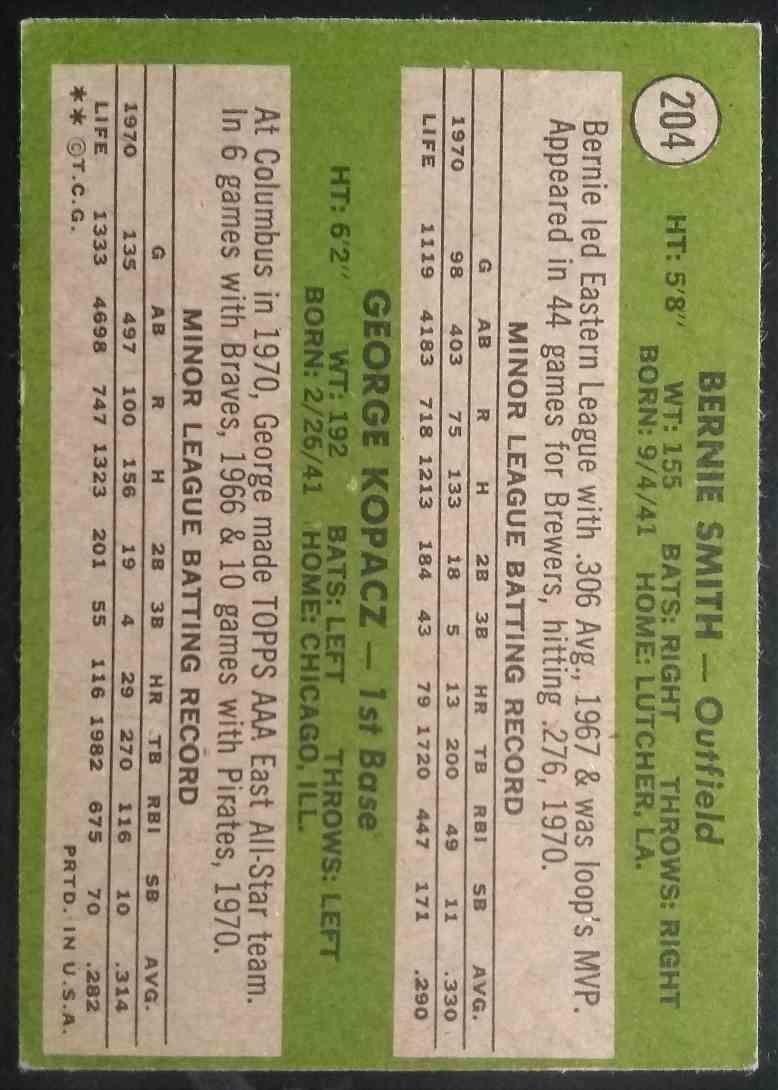 204
BERNIE SMITH — Outfield
HT: 5'8" WT: 155 BATS: RIGHT THROWS: RIGHT
BORN: 9/4/41 HOME: LUTCHER, LA.
Bernie led Eastern League with .306 Avg., 1967 & was loop's MVP.
Appeared in 44 games for Brewers, hitting .276, 1970.
MINOR LEAGUE BATTING RECORD
G AB R H 2B 3B HR TB RBI SB AVG.
1970 98 403 75 133 18 5 13 200 49 11 .330
LIFE 1119 4183 718 1213 184 43 79 1720 447 171 .290
GEORGE KOPACZ — 1st Base
HT: 6'2" WT: 192 BATS: LEFT THROWS: LEFT
BORN: 2/26/41 HOME: CHICAGO, ILL.
At Columbus in 1970, George made TOPPS AAA East All-Star team.
In 6 games with Braves, 1966 & 10 games with Pirates, 1970.
MINOR LEAGUE BATTING RECORD
G AB R H 2B 3B HR TB RBI SB AVG.
1970 135 497 100 156 19 4 29 270 116 10 .314
LIFE 1333 4698 747 1323 201 55 116 1982 675 70 .282
** ©T.C.G. PRTD. IN U.S.A.